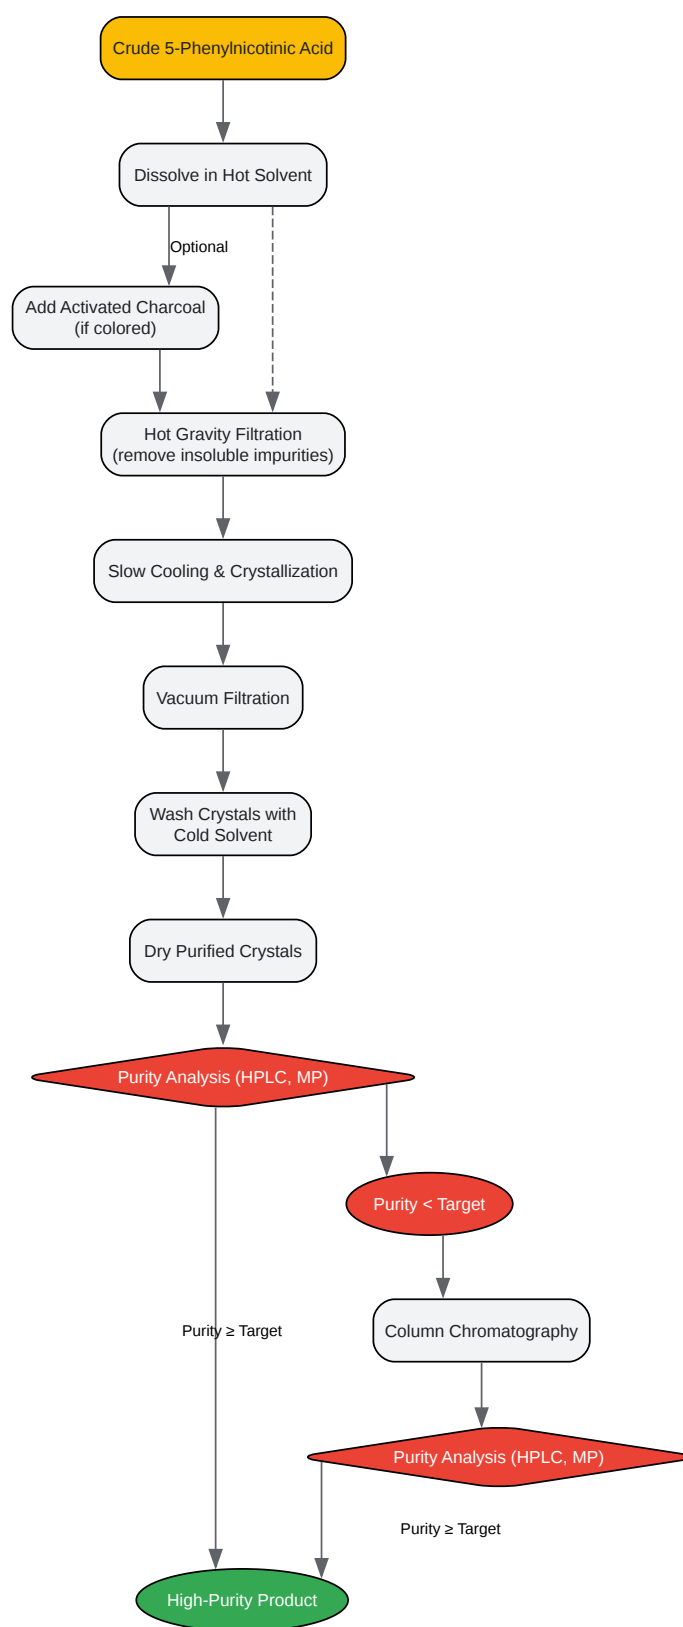 Crude 5-Phenylnicotinic Acid
Dissolve in Hot Solvent
Optional
Add Activated Charcoal
(if colored)
Hot Gravity Filtration
(remove insoluble impurities)
Slow Cooling & Crystallization
Vacuum Filtration
Wash Crystals with
Cold Solvent
Dry Purified Crystals
Purity Analysis (HPLC, MP)
Purity < Target
Purity ≥ Target
Column Chromatography
Purity Analysis (HPLC, MP)
Purity ≥ Target
High-Purity Product